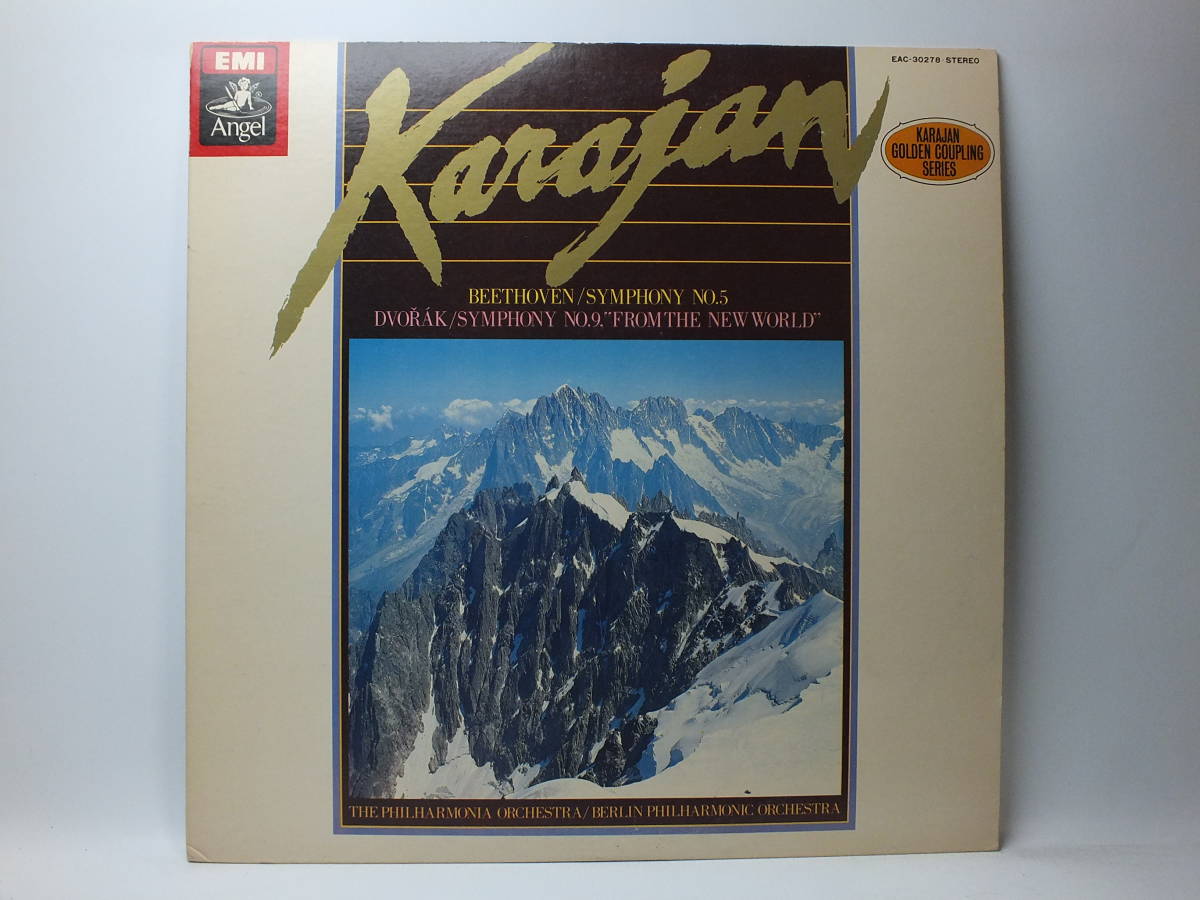 EMI
Angel
Karajan
EAC-30278 · STEREO
KARAJAN
GOLDEN COUPLING
SERIES
BEETHOVEN/SYMPHONY NO.5
DVOŘÁK/SYMPHONY NO.9,"FROM THE NEW WORLD"
THE PHILHARMONIA ORCHESTRA/BERLIN PHILHARMONIC ORCHESTRA